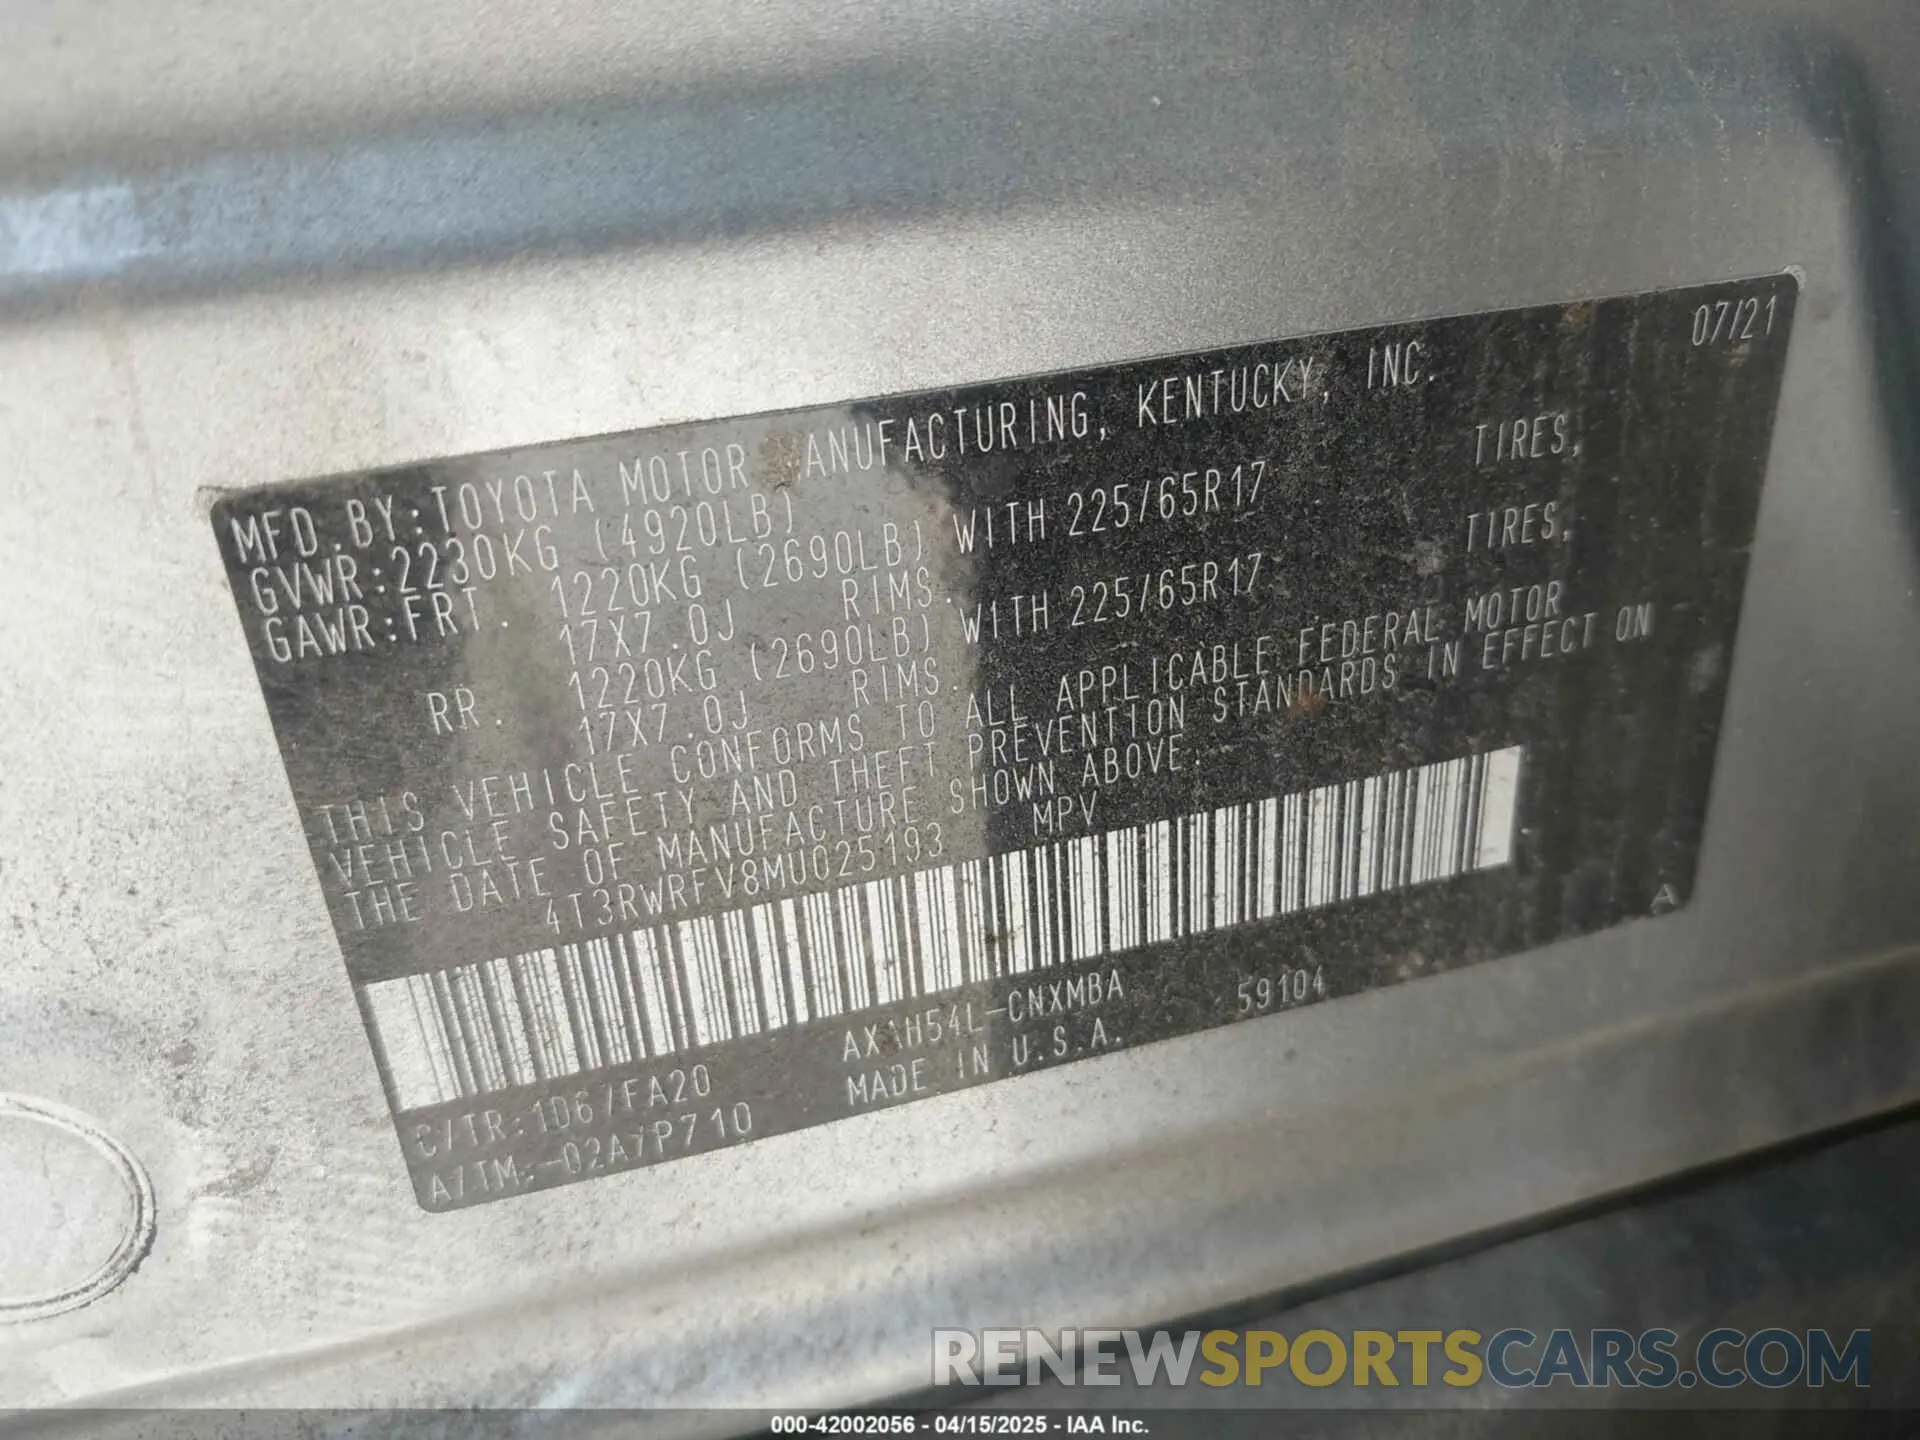 07/21
MFD.BY:TOYOTA MOTOR MANUFACTURING, KENTUCKY, INC.
GVWR:2230KG (4920LB)
GAWR:FRT. 1220KG (2690LB) WITH 225/65R17 TIRES,
17X7.0J RIMS.
RR. 1220KG (2690LB) WITH 225/65R17 TIRES,
17X7.0J RIMS.
THIS VEHICLE CONFORMS TO ALL APPLICABLE FEDERAL MOTOR
VEHICLE SAFETY AND THEFT PREVENTION STANDARDS IN EFFECT ON
THE DATE OF MANUFACTURE SHOWN ABOVE.
4T3RWRFV8MU025193 MPV
A
C/TR:1D6/FA20 AXAH54L-CNXMBA 59104
A/TM:-02A/P710 MADE IN U.S.A.
RENEWSPORTSCARS.COM
000-42002056 - 04/15/2025 - IAA Inc.